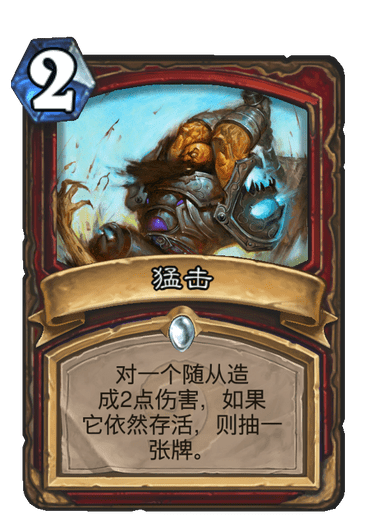 2
猛击
对一个随从造
成2点伤害，如果
它依然存活，则抽一
张牌。